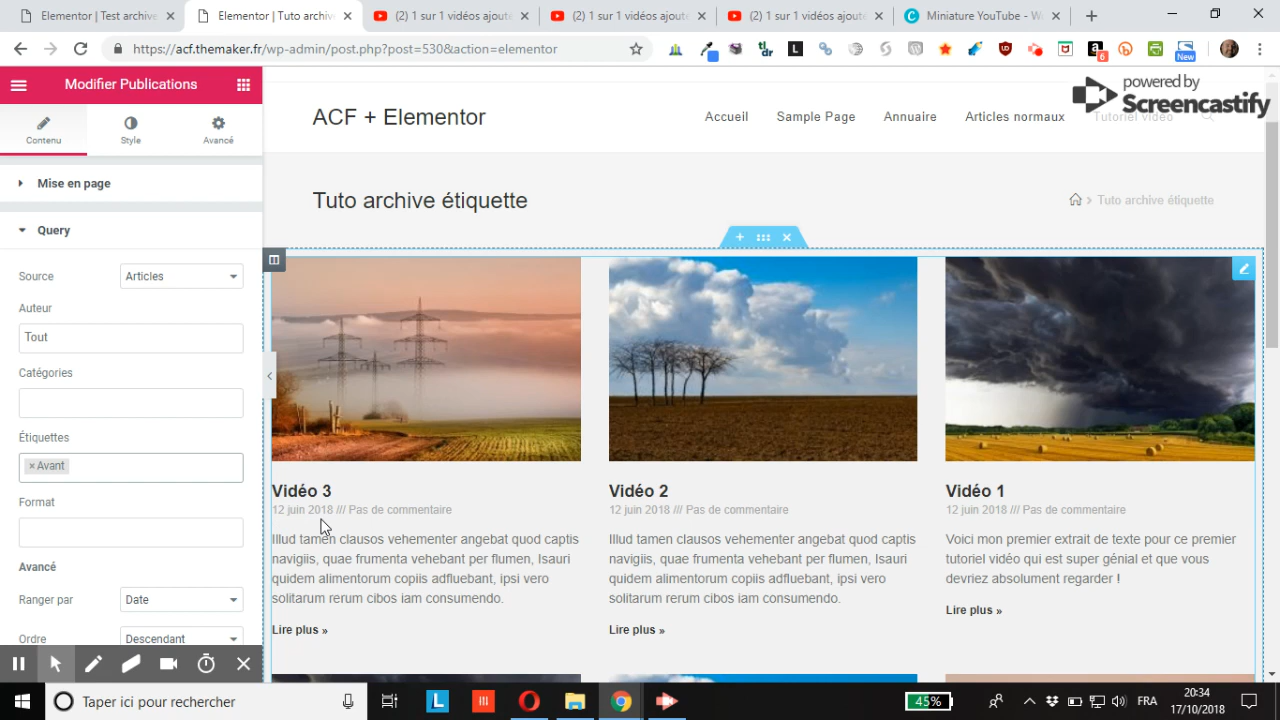 Elementor | Test archive
Elementor | Tuto archiv
(2) 1 sur 1 vidéos ajouté
(2) 1 sur 1 vidéos ajouté
(2) 1 sur 1 vidéos ajouté
Miniature YouTube - W
https://acf.themaker.fr/wp-admin/post.php?post=530&action=elementor
tl;dr
L
6
New
Modifier Publications
Contenu
Style
Avancé
Mise en page
Query
Source
Articles
Auteur
Tout
Catégories
Étiquettes
×Avant
Format
Avancé
Ranger par
Date
Ordre
Descendant
powered by
Screencastify
ACF + Elementor
Accueil
Sample Page
Annuaire
Articles normaux
Tutoriel vidéo
Tuto archive étiquette
Tuto archive étiquette
Vidéo 3
12 juin 2018 /// Pas de commentaire
Illud tamen clausos vehementer angebat quod captis
navigiis, quae frumenta vehebant per flumen, Isauri
quidem alimentorum copiis adfluebant, ipsi vero
solitarum rerum cibos iam consumendo.
Lire plus »
Vidéo 2
12 juin 2018 /// Pas de commentaire
Illud tamen clausos vehementer angebat quod captis
navigiis, quae frumenta vehebant per flumen, Isauri
quidem alimentorum copiis adfluebant, ipsi vero
solitarum rerum cibos iam consumendo.
Lire plus »
Vidéo 1
12 juin 2018 /// Pas de commentaire
Voici mon premier extrait de texte pour ce premier
tutoriel vidéo qui est super génial et que vous
devriez absolument regarder !
Lire plus »
Taper ici pour rechercher
L
45%
FRA
20:34
17/10/2018